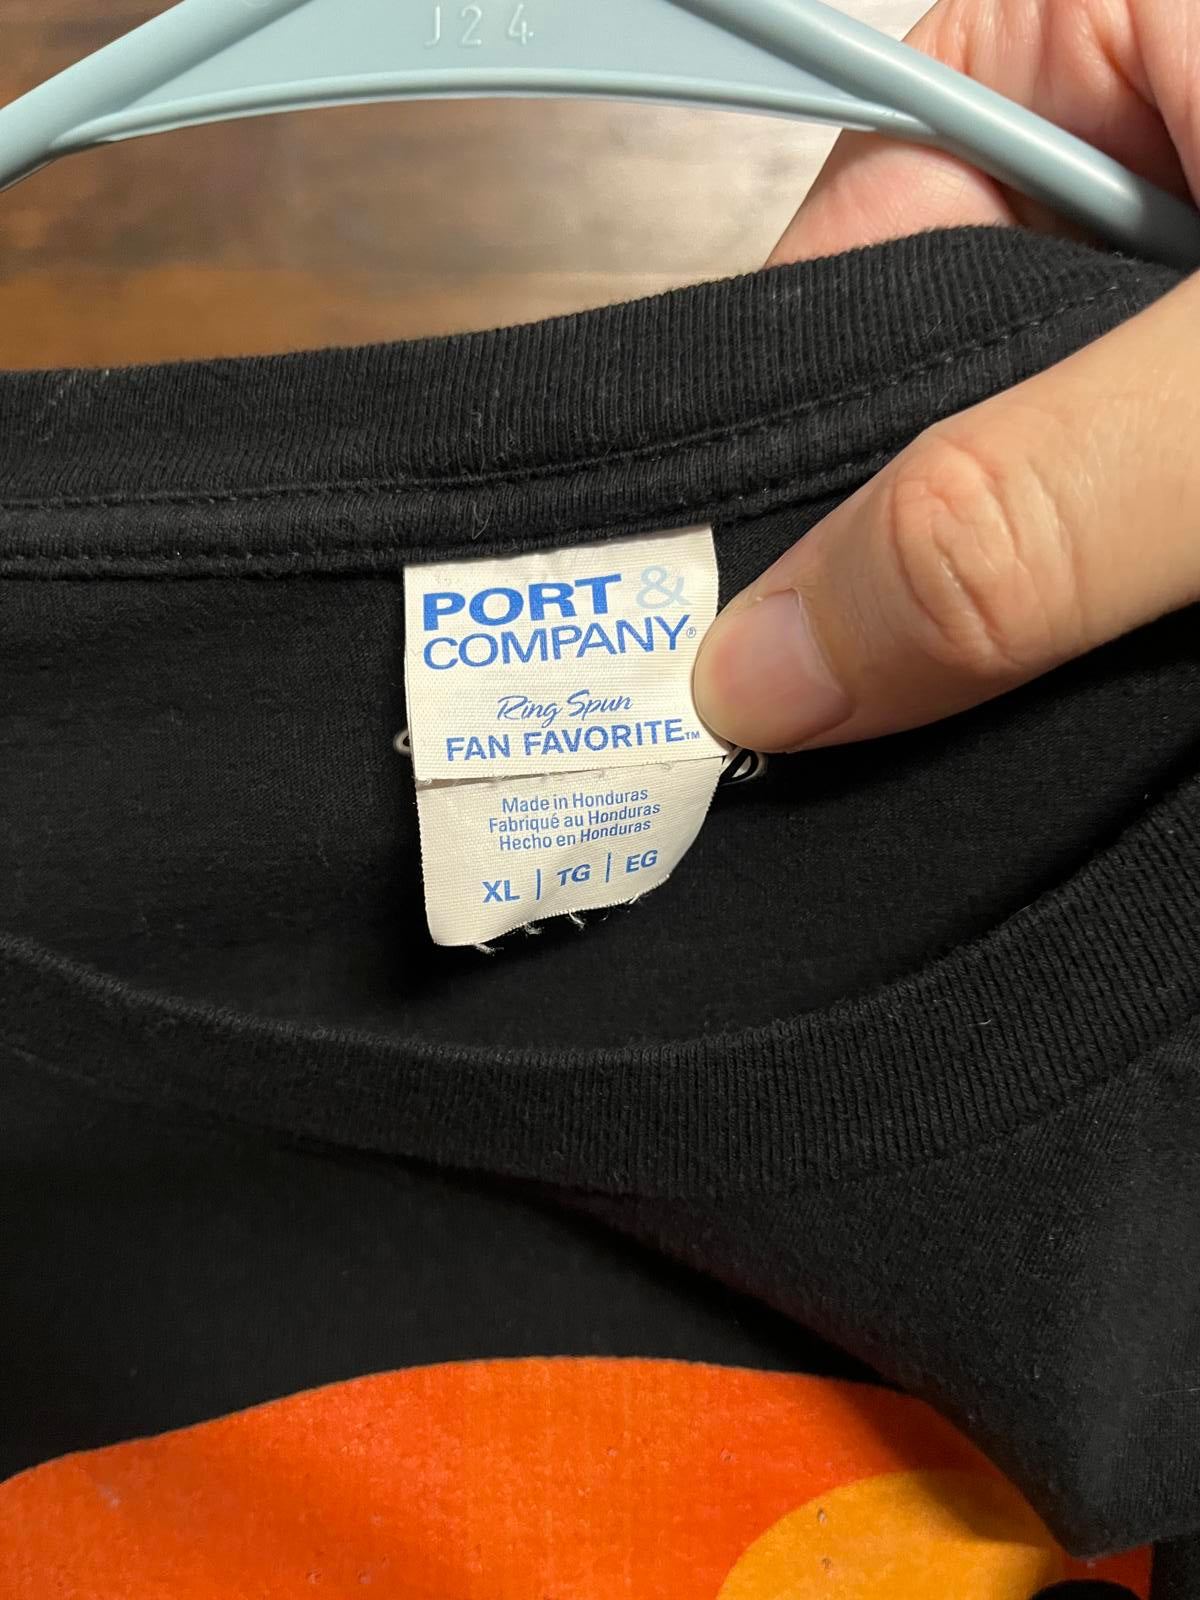 J24
PORT &
COMPANY®
Ring Spun
FAN FAVORITE™
Made in Honduras
Fabriqué au Honduras
Hecho en Honduras
XL | TG | EG